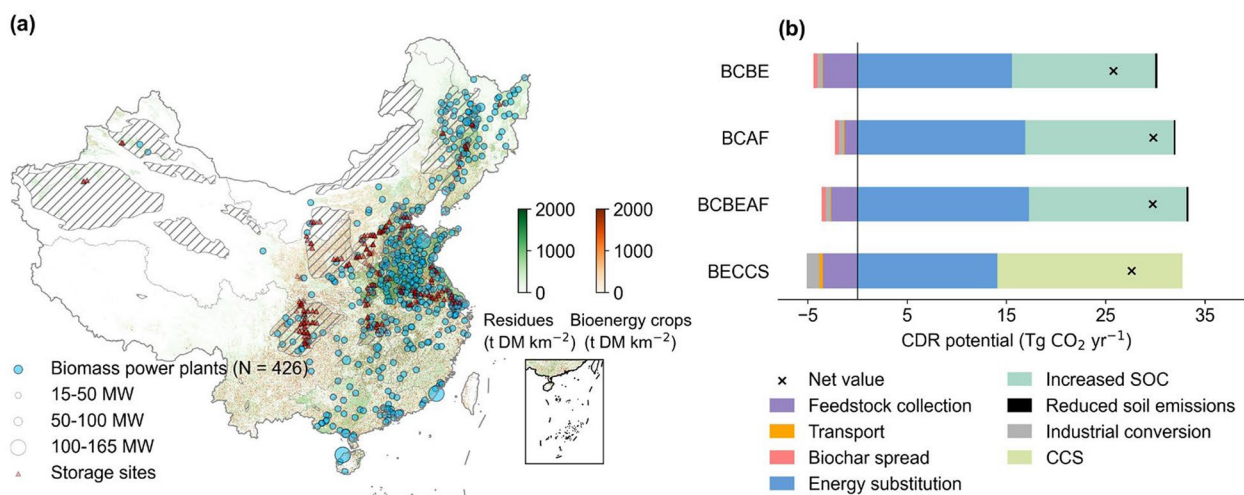 (a)
2000
2000
1000
1000
0
0
Residues
(t DM km⁻²)
Bioenergy crops
(t DM km⁻²)
Biomass power plants (N = 426)
15-50 MW
50-100 MW
100-165 MW
Storage sites
(b)
BCBE
BCAF
BCBEAF
BECCS
−5
5
15
25
35
CDR potential (Tg CO₂ yr⁻¹)
Net value
Feedstock collection
Transport
Biochar spread
Energy substitution
Increased SOC
Reduced soil emissions
Industrial conversion
CCS